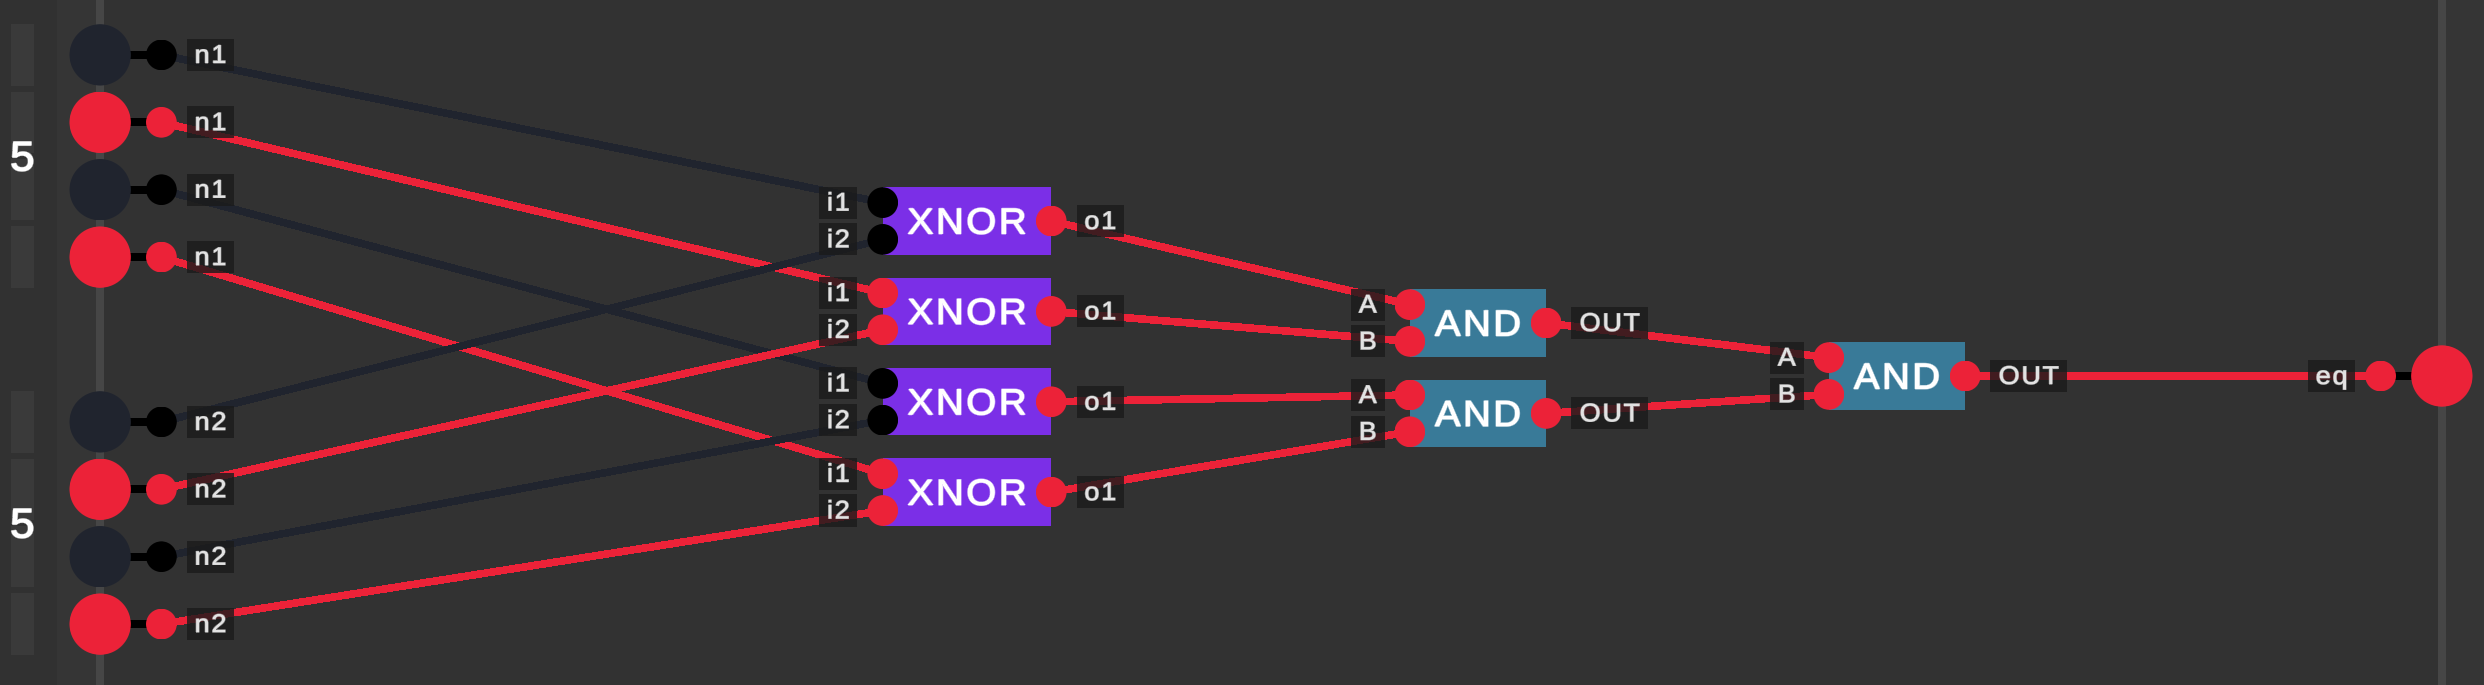 n1
n1
5
n1
n1
n2
n2
5
n2
n2
i1
i2
XNOR
o1
i1
i2
XNOR
o1
i1
i2
XNOR
o1
i1
i2
XNOR
o1
A
B
AND
OUT
A
B
AND
OUT
A
B
AND
OUT
eq